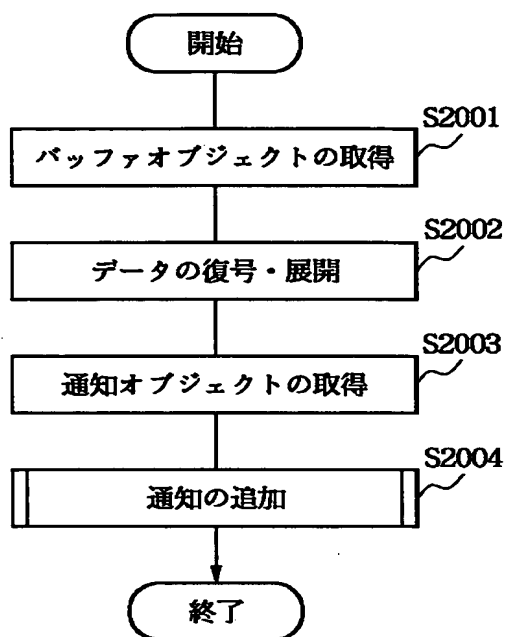 開始
S2001
バッファオブジェクトの取得
S2002
データの復号・展開
S2003
通知オブジェクトの取得
S2004
通知の追加
終了